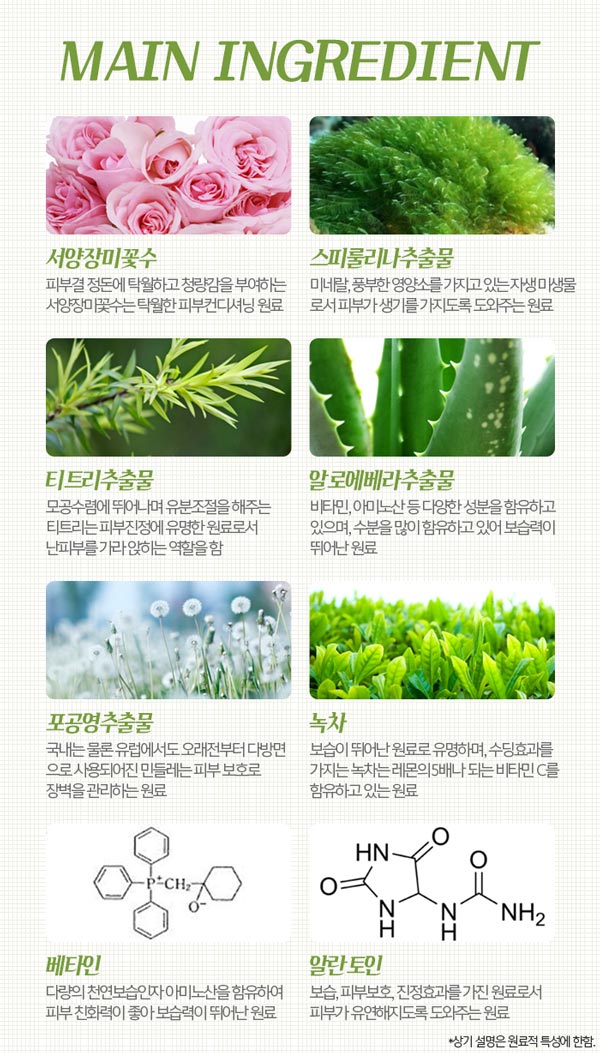 MAIN INGREDIENT
서양장미꽃수
피부결 정돈에 탁월하고 청량감을 부여하는
서양장미꽃수는 탁월한 피부컨디셔닝 원료
스피룰리나추출물
미네랄, 풍부한 영양소를 가지고 있는 자생 미생물
로서 피부가 생기를 가지도록 도와주는 원료
티트리추출물
모공수렴에 뛰어나며 유분조절을 해주는
티트리는 피부진정에 유명한 원료로서
난피부를 가라 앉히는 역할을 함
알로에베라추출물
비타민, 아미노산 등 다양한 성분을 함유하고
있으며, 수분을 많이 함유하고 있어 보습력이
뛰어난 원료
포공영추출물
국내는 물론 유럽에서도 오래전부터 다방면
으로 사용되어진 민들레는 피부 보호로
장벽을 관리하는 원료
녹차
보습이 뛰어난 원료로 유명하며, 수딩효과를
가지는 녹차는 레몬의 5배나 되는 비타민 C를
함유하고 있는 원료
P+ CH2 O-
베타인
다량의 천연보습인자 아미노산을 함유하여
피부 친화력이 좋아 보습력이 뛰어난 원료
HN O O O N H N H NH2
알란토인
보습, 피부보호, 진정효과를 가진 원료로서
피부가 유연해지도록 도와주는 원료
*상기 설명은 원료적 특성에 한함.